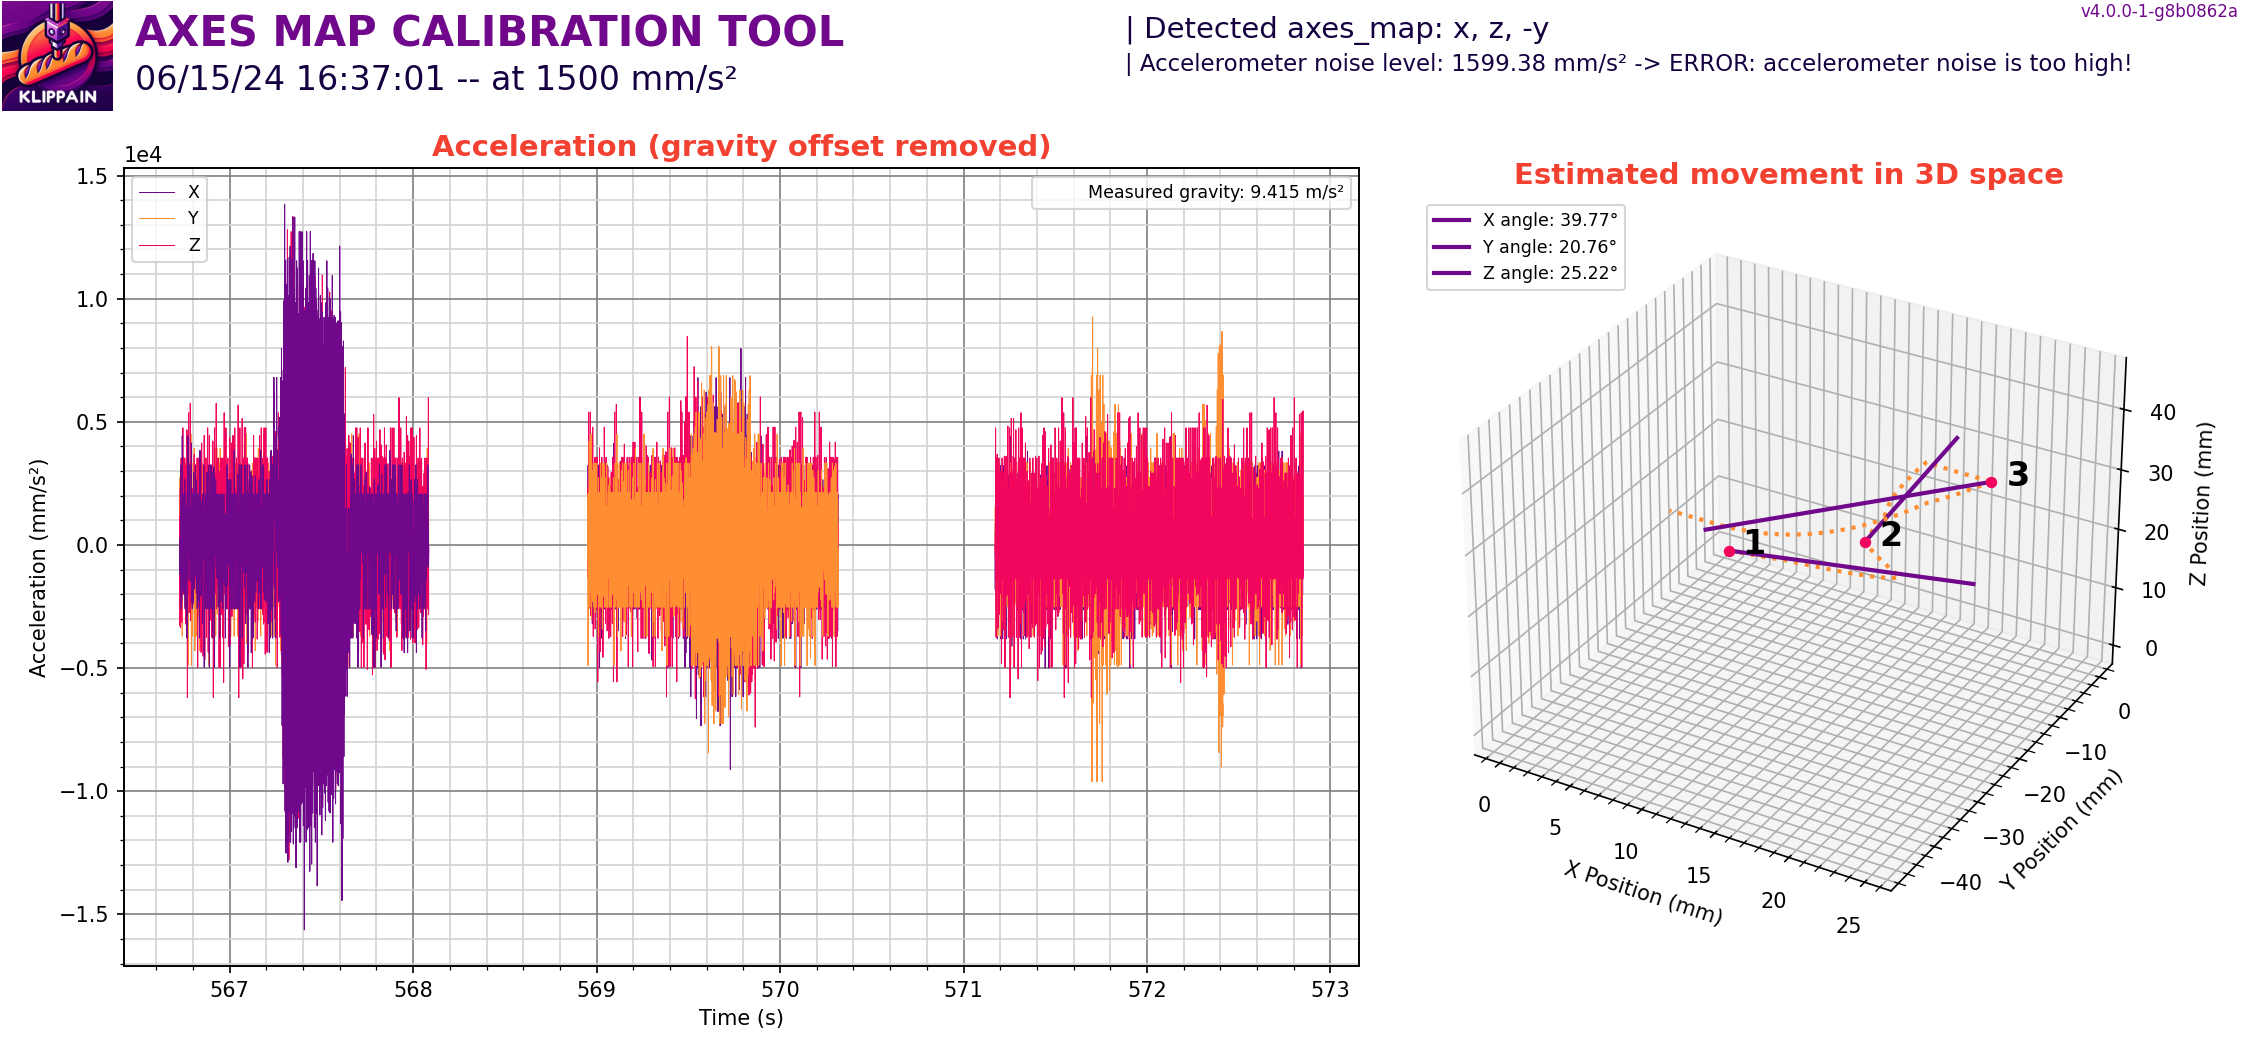 KLIPPAIN
AXES MAP CALIBRATION TOOL
06/15/24 16:37:01 -- at 1500 mm/s²
| Detected axes_map: x, z, -y
| Accelerometer noise level: 1599.38 mm/s² -> ERROR: accelerometer noise is too high!
v4.0.0-1-g8b0862a
Acceleration (gravity offset removed)
1e4
X
Y
Z
Measured gravity: 9.415 m/s²
1.5
1.0
0.5
0.0
−0.5
−1.0
−1.5
Acceleration (mm/s²)
567
568
569
570
571
572
573
Time (s)
Estimated movement in 3D space
X angle: 39.77°
Y angle: 20.76°
Z angle: 25.22°
1
2
3
40
30
20
10
0
Z Position (mm)
0
−10
−20
−30
−40
Y Position (mm)
0
5
10
15
20
25
X Position (mm)